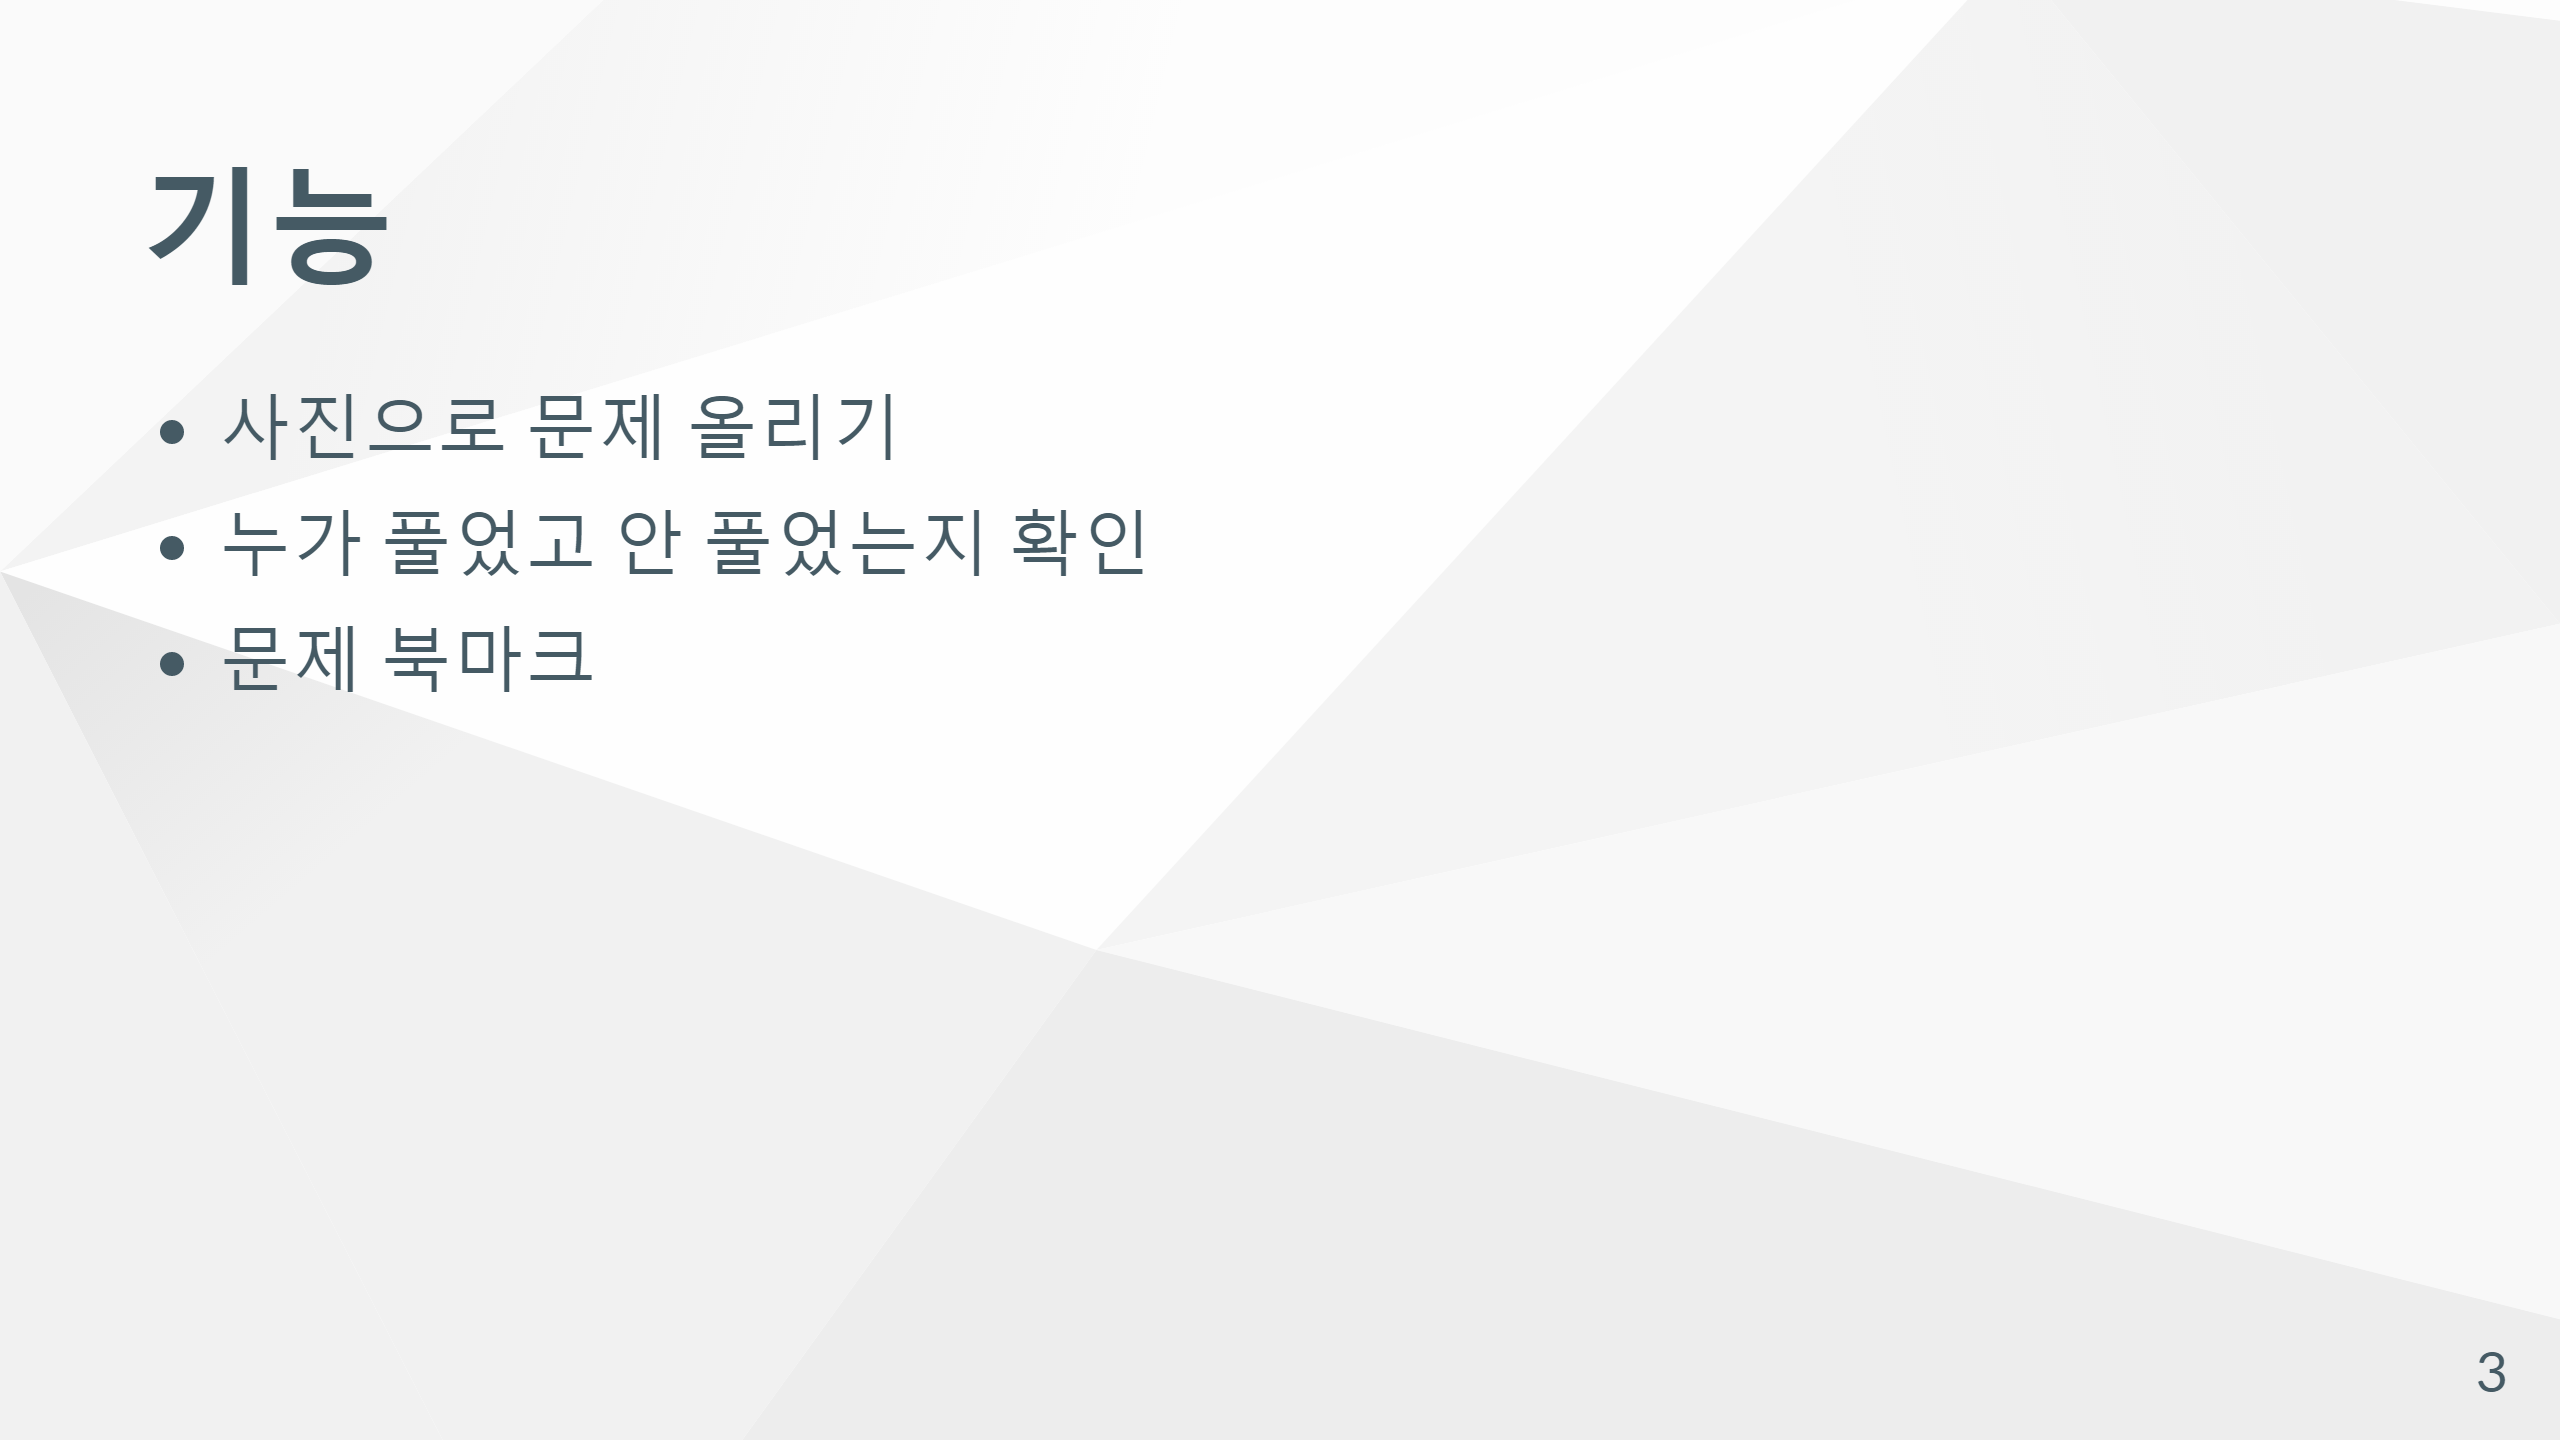 기능
• 사진으로 문제 올리기
• 누가 풀었고 안 풀었는지 확인
• 문제 북마크
3